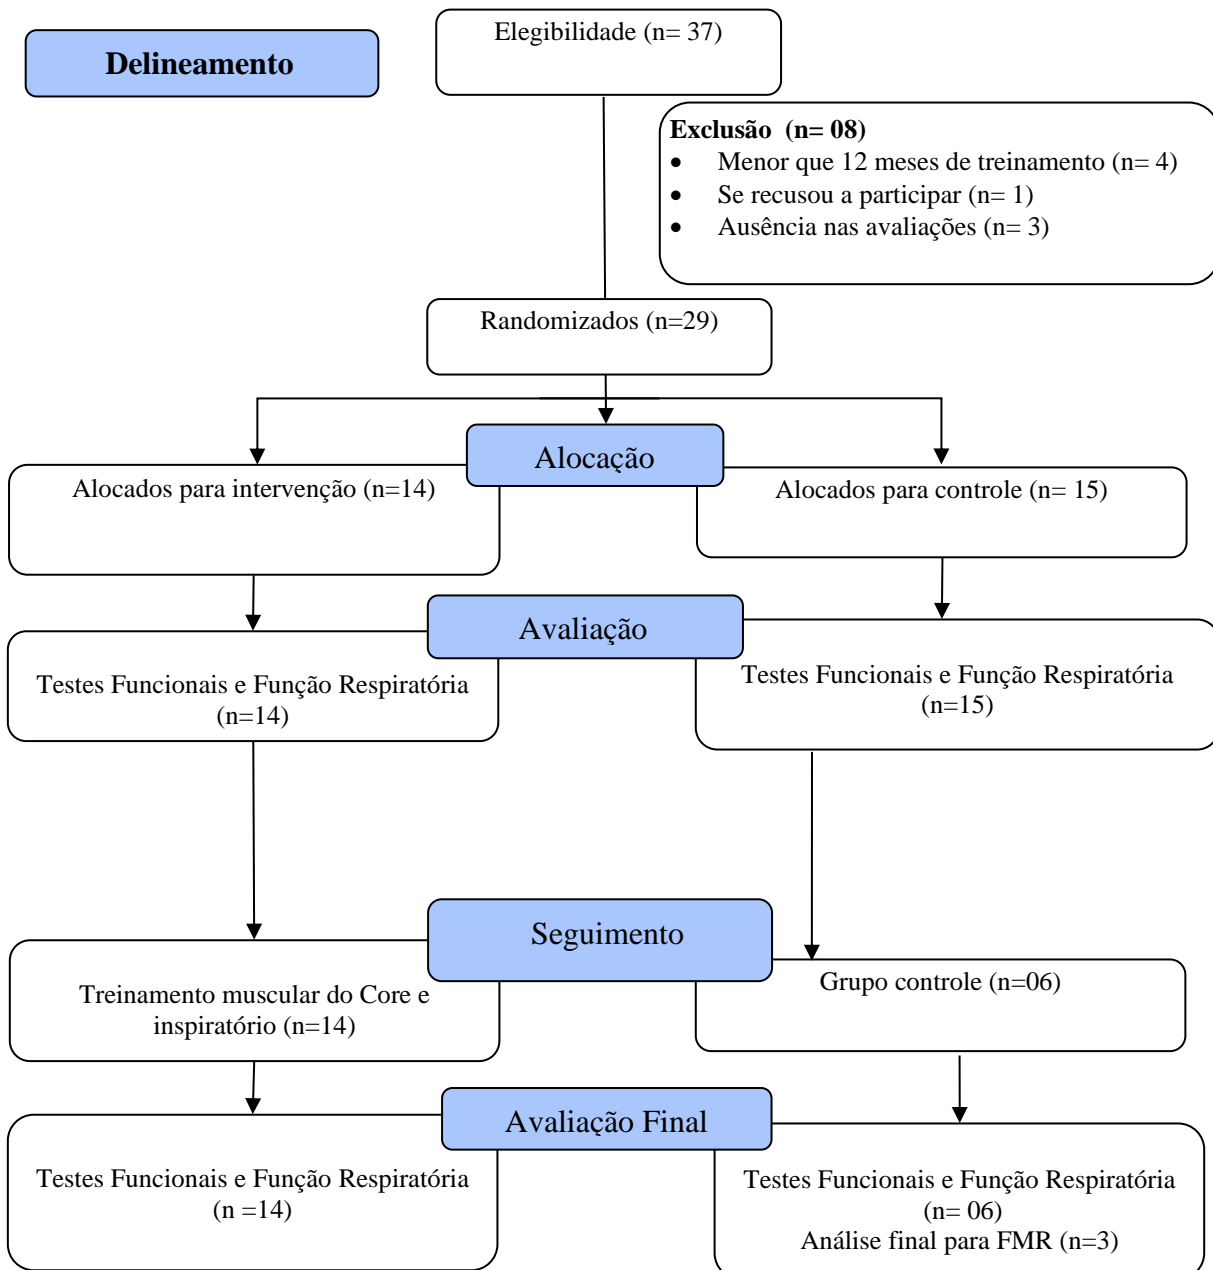 Delineamento
Elegibilidade (n= 37)
Exclusão (n= 08)
• Menor que 12 meses de treinamento (n= 4)
• Se recusou a participar (n= 1)
• Ausência nas avaliações (n= 3)
Randomizados (n=29)
Alocação
Alocados para intervenção (n=14)
Alocados para controle (n= 15)
Avaliação
Testes Funcionais e Função Respiratória
(n=14)
Testes Funcionais e Função Respiratória
(n=15)
Seguimento
Treinamento muscular do Core e
inspiratório (n=14)
Grupo controle (n=06)
Avaliação Final
Testes Funcionais e Função Respiratória
(n =14)
Testes Funcionais e Função Respiratória
(n= 06)
Análise final para FMR (n=3)